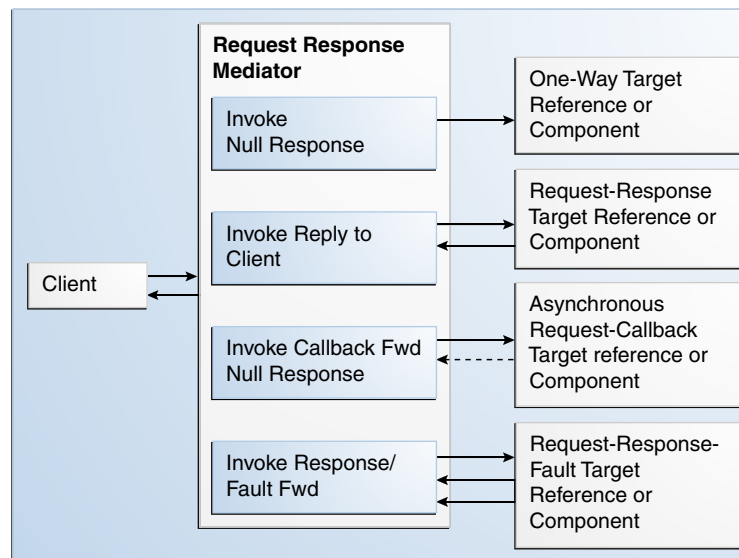 Request Response
Mediator
Invoke
Null Response
Invoke Reply to
Client
Invoke Callback Fwd
Null Response
Invoke Response/
Fault Fwd
Client
One-Way Target
Reference or
Component
Request-Response
Target Reference or
Component
Asynchronous
Request-Callback
Target reference or
Component
Request-Response-
Fault Target
Reference or
Component